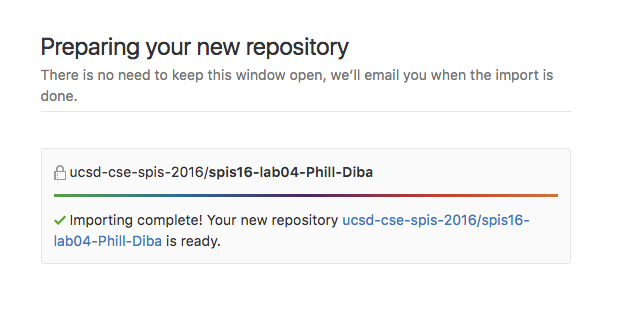 Preparing your new repository
There is no need to keep this window open, we'll email you when the import is
done.
ucsd-cse-spis-2016/spis16-lab04-Phill-Diba
Importing complete! Your new repository ucsd-cse-spis-2016/spis16-
lab04-Phill-Diba is ready.